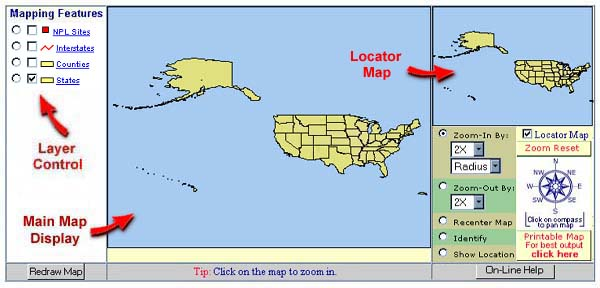 Mapping Features
NPL Sites
Interstates
Counties
States
Layer
Control
Main Map
Display
Locator
Map
Zoom-In By:
2X
Radius
Zoom-Out By:
2X
Recenter Map
Identify
Show Location
Locator Map
Zoom Reset
N
NW
NE
W
E
SW
SE
S
Click on compass
to pan map
Printable Map
For best output
click here
Redraw Map
Tip: Click on the map to zoom in.
On-Line Help